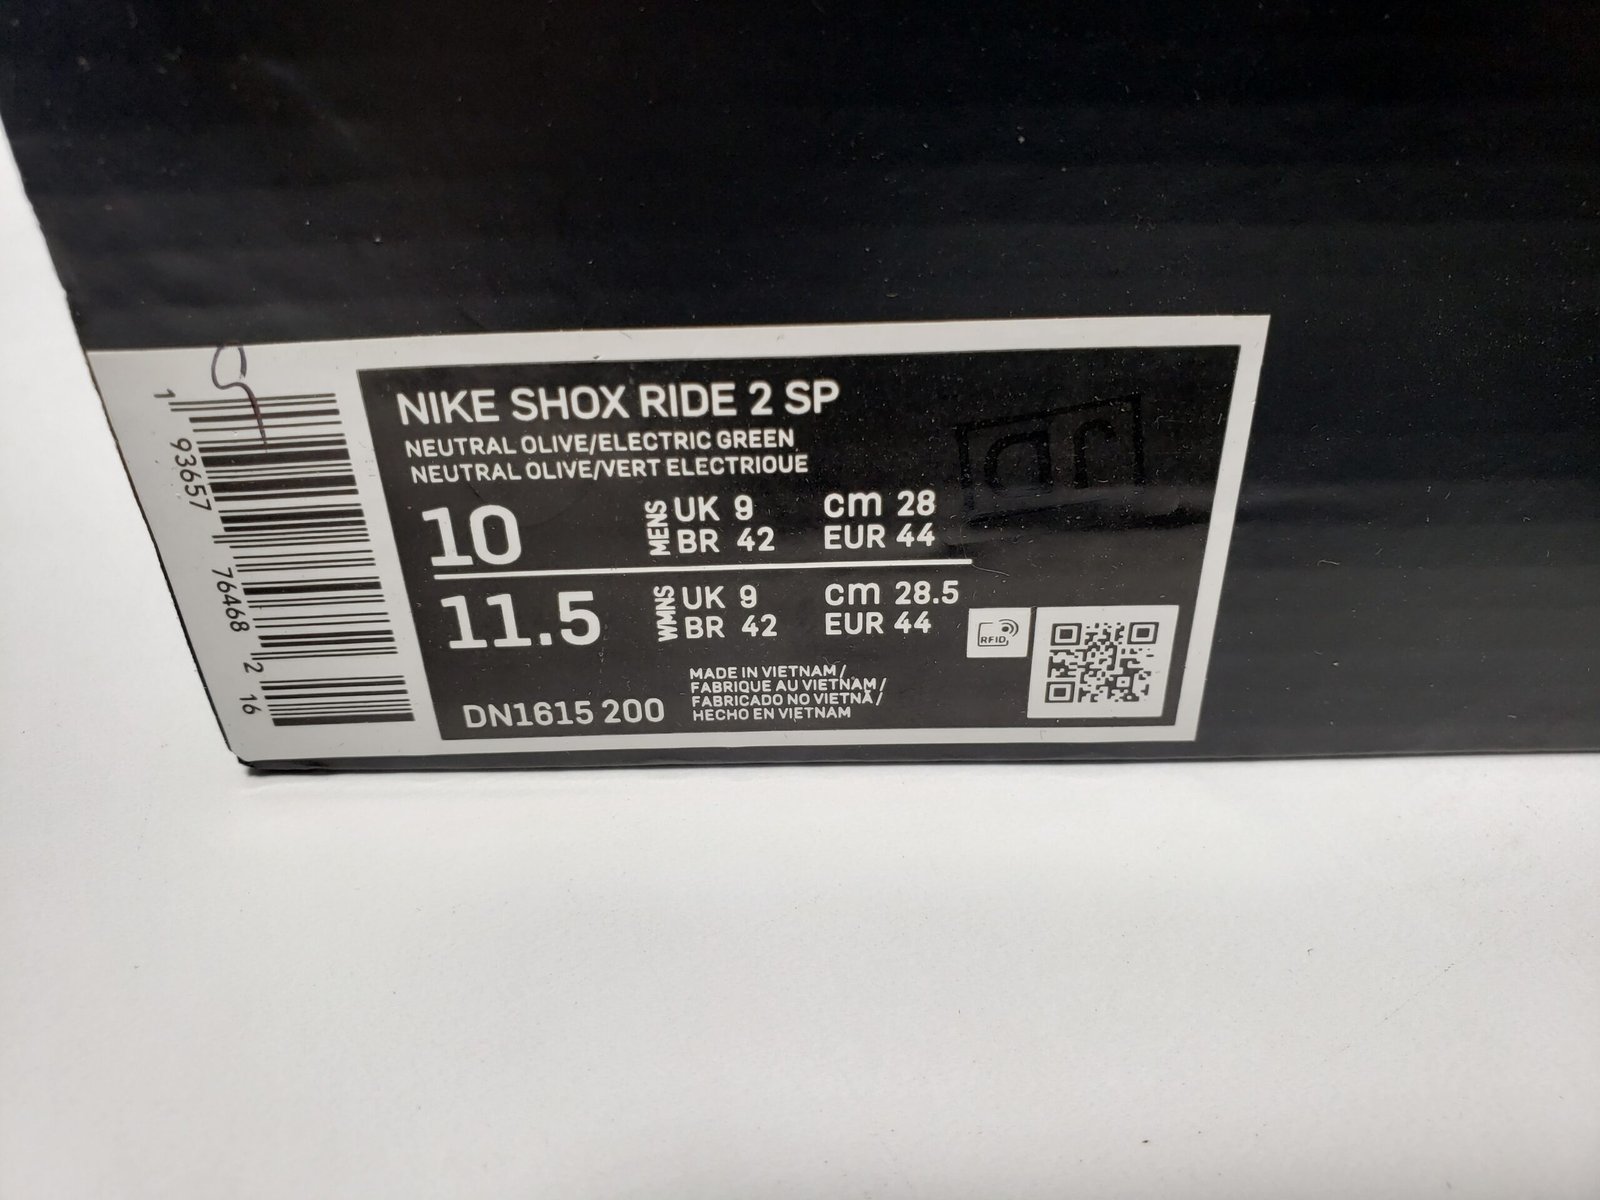 NIKE SHOX RIDE 2 SP
NEUTRAL OLIVE/ELECTRIC GREEN
NEUTRAL OLIVE/VERT ELECTRIQUE
10 MENS UK 9 cm 28
BR 42 EUR 44
11.5 WMNS UK 9 cm 28.5
BR 42 EUR 44
RFID
DN1615 200
MADE IN VIETNAM /
FABRIQUE AU VIETNAM /
FABRICADO NO VIETNÃ /
HECHO EN VIETNAM
1 93657 76468 2 16